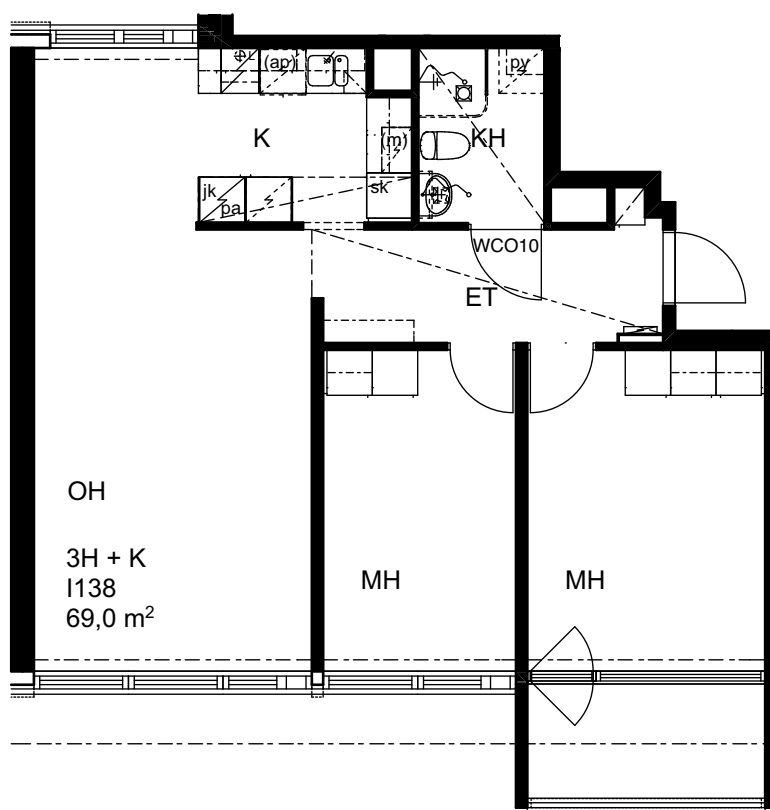 L
(ap)
py
K
(m)
KH
jk
pa
sk
WCO10
ET
OH
3H + K
I138
69,0 m²
MH
MH